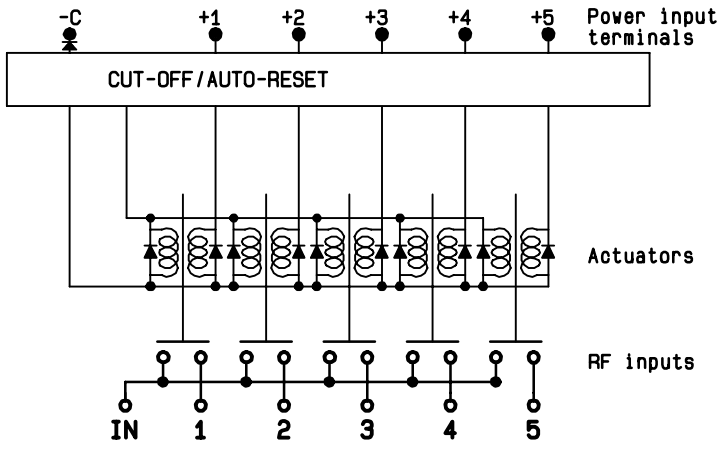 -C +1 +2 +3 +4 +5 Power input
terminals
CUT-OFF/AUTO-RESET
Actuators
RF inputs
IN 1 2 3 4 5